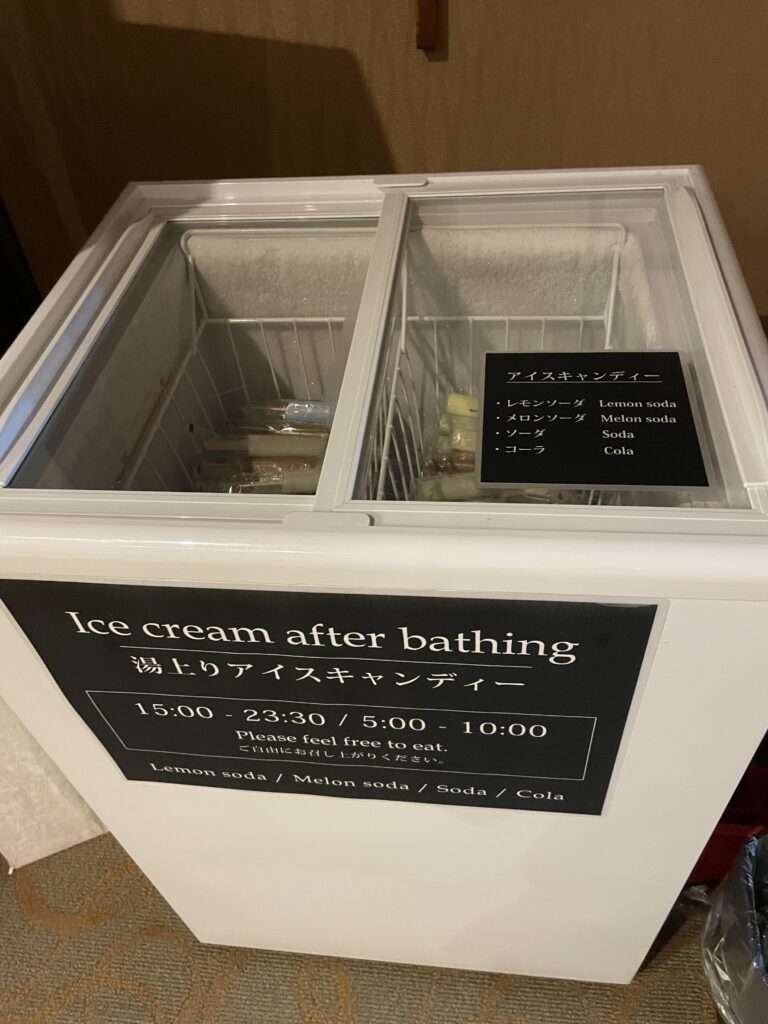 アイスキャンディー
・レモンソーダ Lemon soda
・メロンソーダ Melon soda
・ソーダ Soda
・コーラ Cola
Ice cream after bathing
湯上りアイスキャンディー
15:00 - 23:30 / 5:00 - 10:00
Please feel free to eat.
ご自由にお召し上がりください。
Lemon soda / Melon soda / Soda / Cola